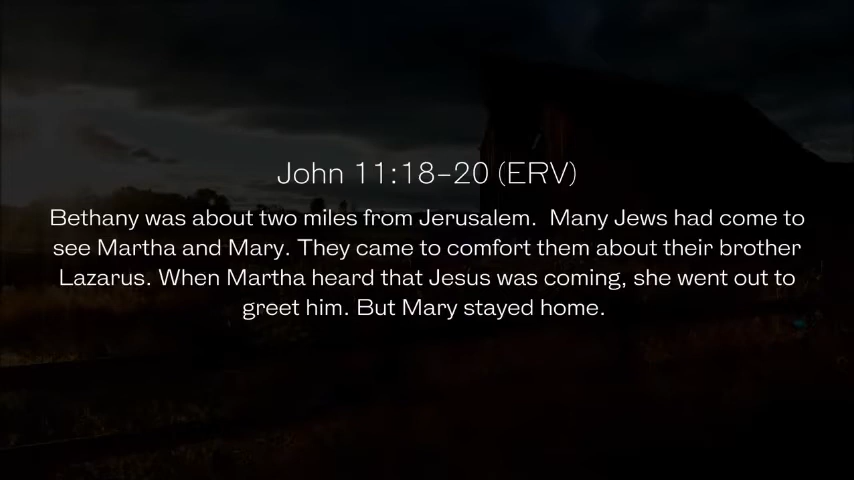 John 11:18-20 (ERV)
Bethany was about two miles from Jerusalem.  Many Jews had come to
see Martha and Mary. They came to comfort them about their brother
Lazarus. When Martha heard that Jesus was coming, she went out to
greet him. But Mary stayed home.